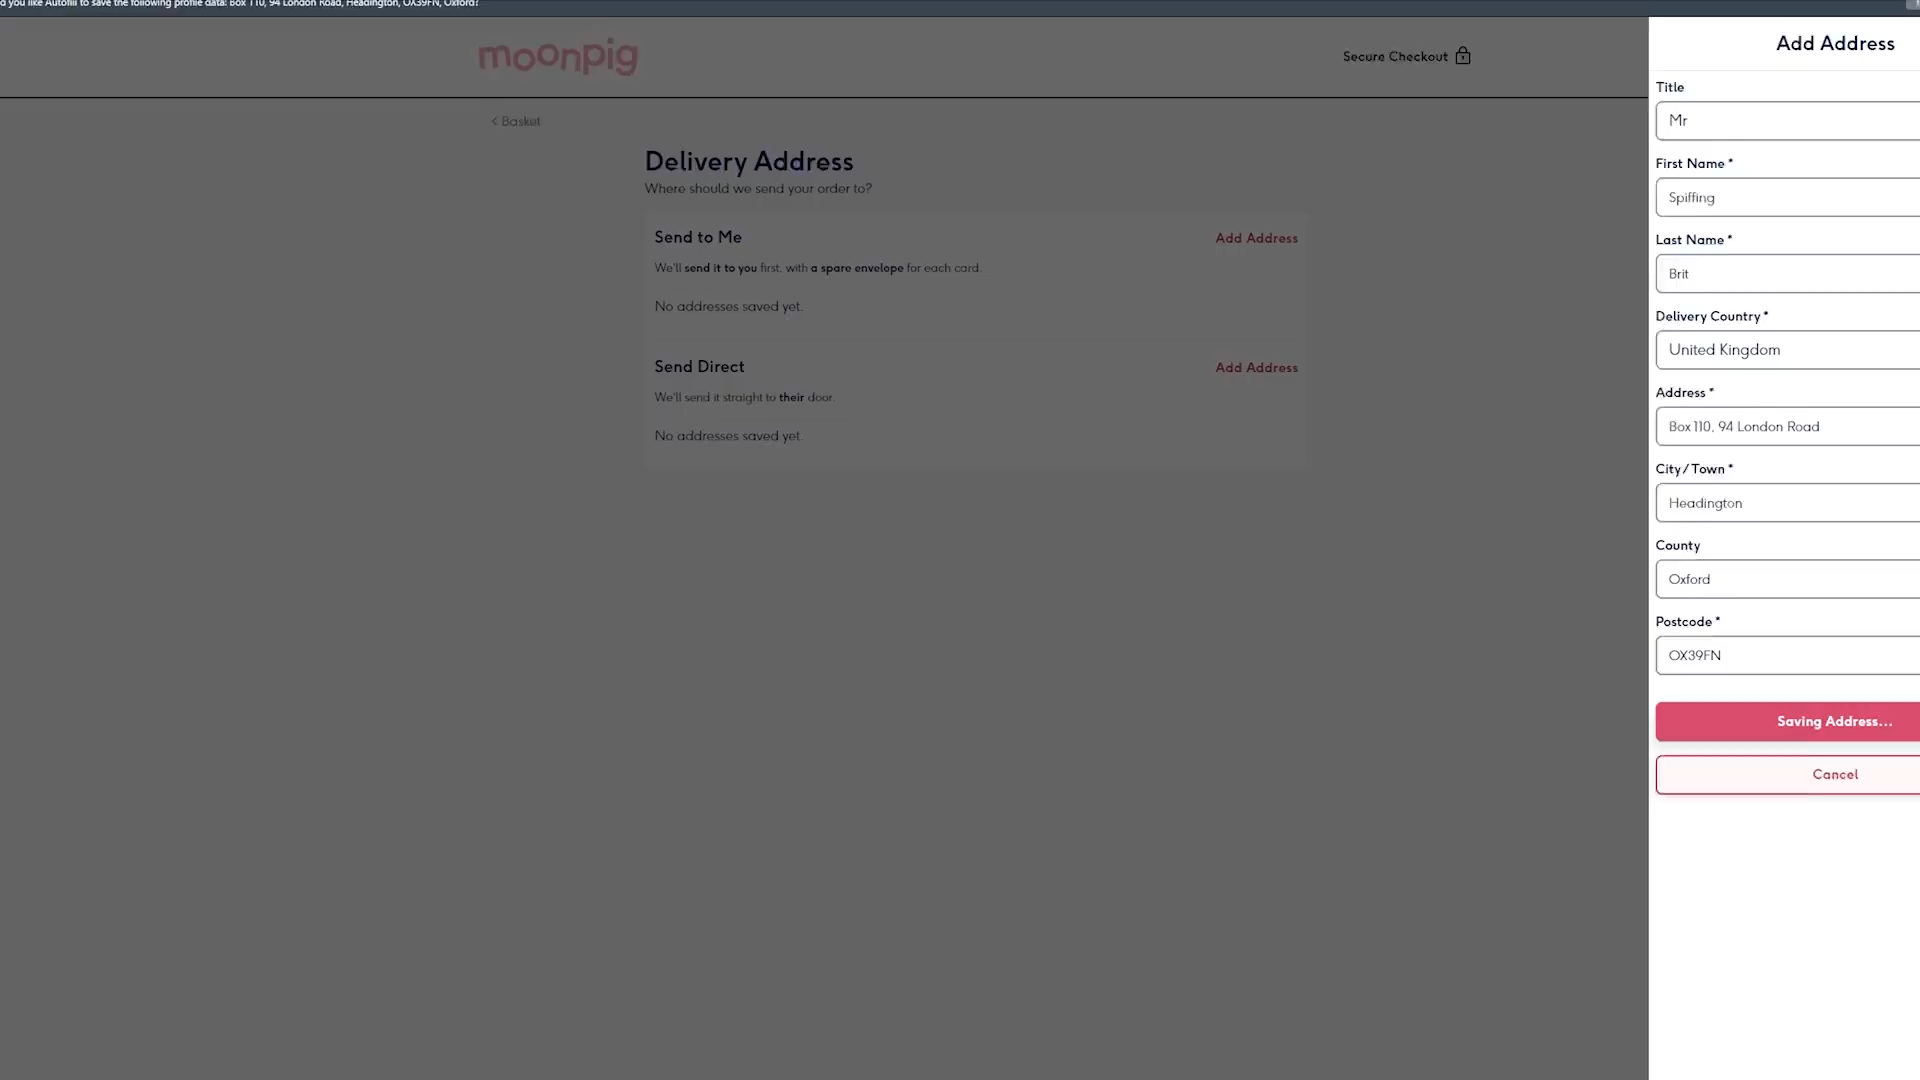 d you like Autofill to save the following profile data: Box 110, 94 London Road, Headington, OX39FN, Oxford?
moonpig
Secure Checkout
< Basket
Delivery Address
Where should we send your order to?
Send to Me
Add Address
We'll send it to you first, with a spare envelope for each card.
No addresses saved yet.
Send Direct
Add Address
We'll send it straight to their door.
No addresses saved yet.
Add Address
Title
Mr
First Name *
Spiffing
Last Name *
Brit
Delivery Country *
United Kingdom
Address *
Box 110, 94 London Road
City/Town *
Headington
County
Oxford
Postcode *
OX39FN
Saving Address...
Cancel